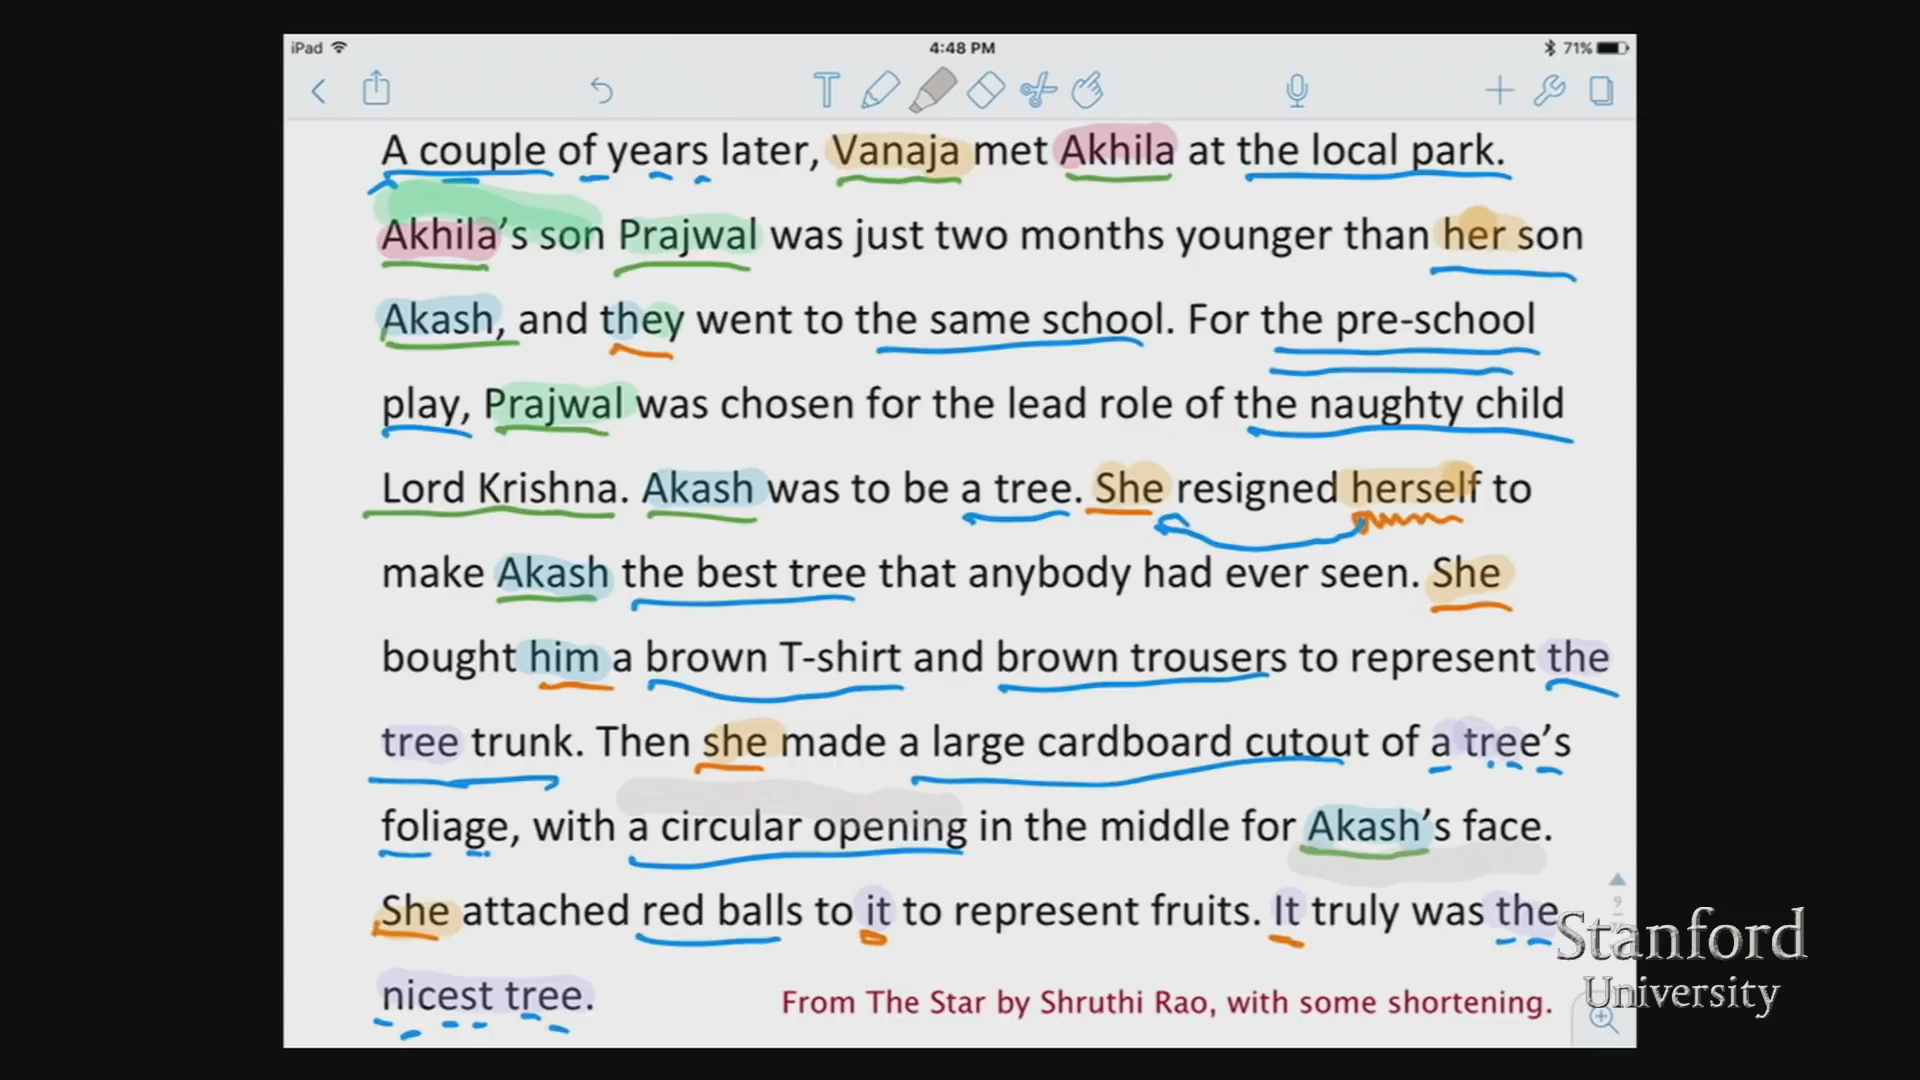 iPad 4:48 PM 71%
T
A couple of years later, Vanaja met Akhila at the local park.
Akhila's son Prajwal was just two months younger than her son
Akash, and they went to the same school. For the pre-school
play, Prajwal was chosen for the lead role of the naughty child
Lord Krishna. Akash was to be a tree. She resigned herself to
make Akash the best tree that anybody had ever seen. She
bought him a brown T-shirt and brown trousers to represent the
tree trunk. Then she made a large cardboard cutout of a tree's
foliage, with a circular opening in the middle for Akash's face.
She attached red balls to it to represent fruits. It truly was the
nicest tree.
From The Star by Shruthi Rao, with some shortening.
9
Stanford
University